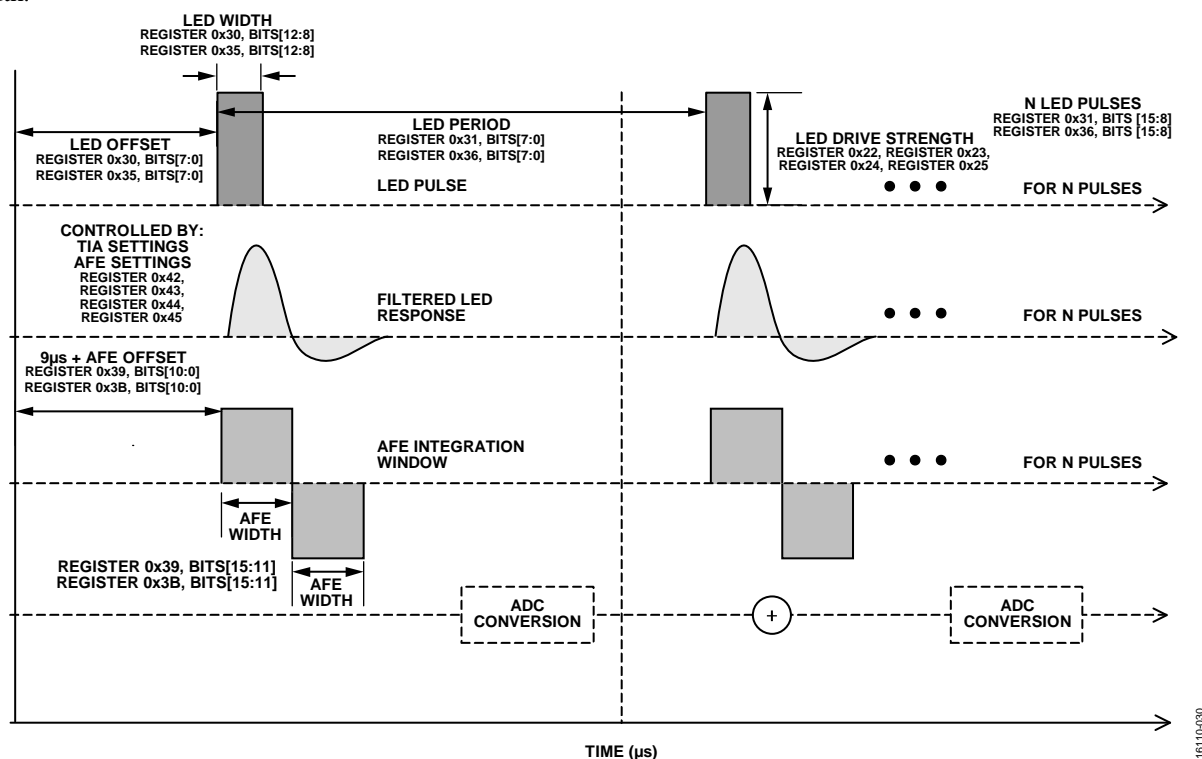 LED WIDTH
REGISTER 0x30, BITS[12:8]
REGISTER 0x35, BITS[12:8]
LED OFFSET
REGISTER 0x30, BITS[7:0]
REGISTER 0x35, BITS[7:0]
LED PERIOD
REGISTER 0x31, BITS[7:0]
REGISTER 0x36, BITS[7:0]
LED PULSE
LED DRIVE STRENGTH
REGISTER 0x22, REGISTER 0x23,
REGISTER 0x24, REGISTER 0x25
N LED PULSES
REGISTER 0x31, BITS [15:8]
REGISTER 0x36, BITS [15:8]
FOR N PULSES
CONTROLLED BY:
TIA SETTINGS
AFE SETTINGS
REGISTER 0x42,
REGISTER 0x43,
REGISTER 0x44,
REGISTER 0x45
FILTERED LED
RESPONSE
FOR N PULSES
9µs + AFE OFFSET
REGISTER 0x39, BITS[10:0]
REGISTER 0x3B, BITS[10:0]
AFE INTEGRATION
WINDOW
FOR N PULSES
AFE
WIDTH
REGISTER 0x39, BITS[15:11]
REGISTER 0x3B, BITS[15:11]
AFE
WIDTH
ADC
CONVERSION
+
ADC
CONVERSION
TIME (µs)
16110-030